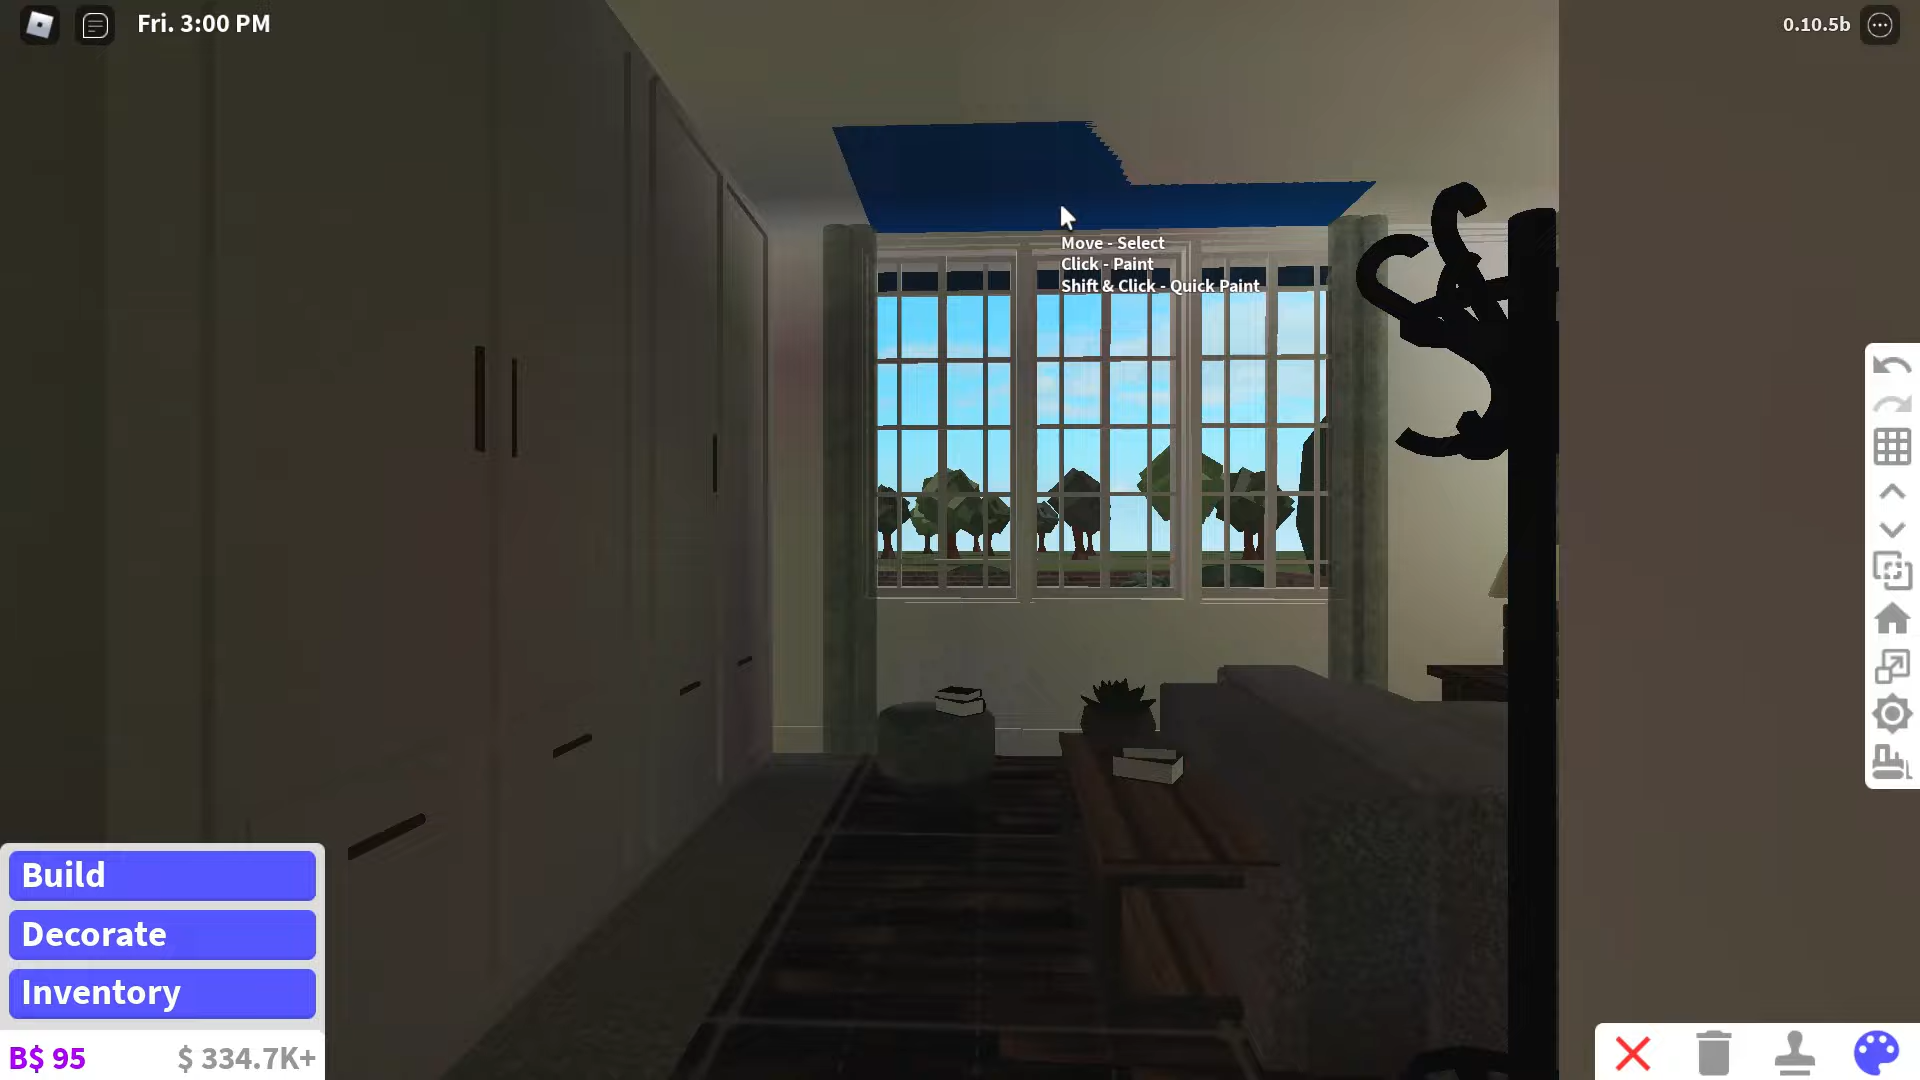 Fri. 3:00 PM
0.10.5b
Move - Select
Click - Paint
Shift & Click - Quick Paint
Build
Decorate
Inventory
B$ 95
$ 334.7K+